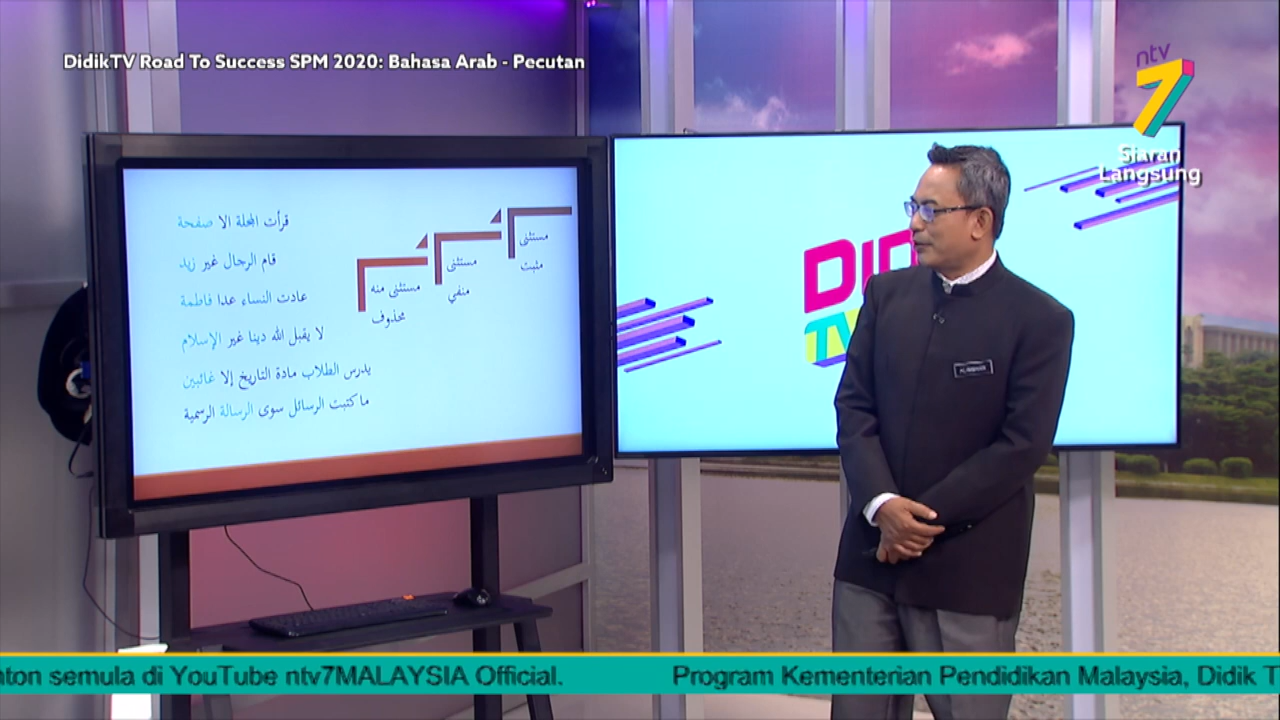 DidikTV Road To Success SPM 2020: Bahasa Arab - Pecutan
ntv
7
Siaran
Langsung
قرأت المجلة الا صفحة
قام الرجال غير زيد
عادت النساء عدا فاطمة
لا يقبل الله دينا غير الإسلام
يدرس الطلاب مادة التاريخ إلا غائبين
ما كتبت الرسائل سوى الرسالة الرسمية
مستثنى
مثبت
مستثنى
منفي
مستثنى منه
محذوف
DID
TV
nton semula di YouTube ntv7MALAYSIA Official.
Program Kementerian Pendidikan Malaysia, Didik T